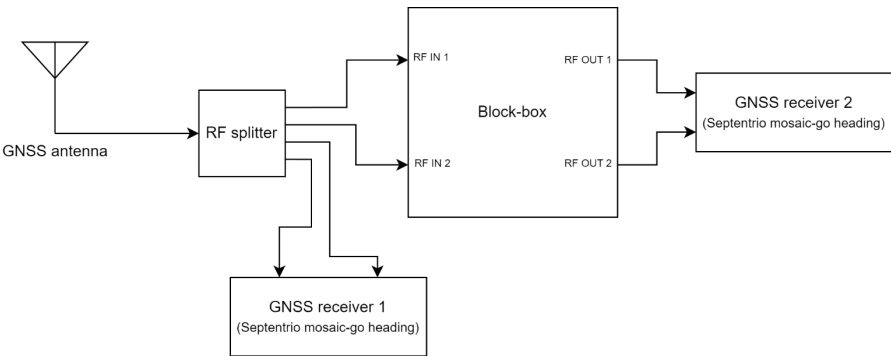 RF IN 1
RF OUT 1
GNSS receiver 2
(Septentrio mosaic-go heading)
Block-box
RF splitter
GNSS antenna
RF IN 2
RF OUT 2
GNSS receiver 1
(Septentrio mosaic-go heading)